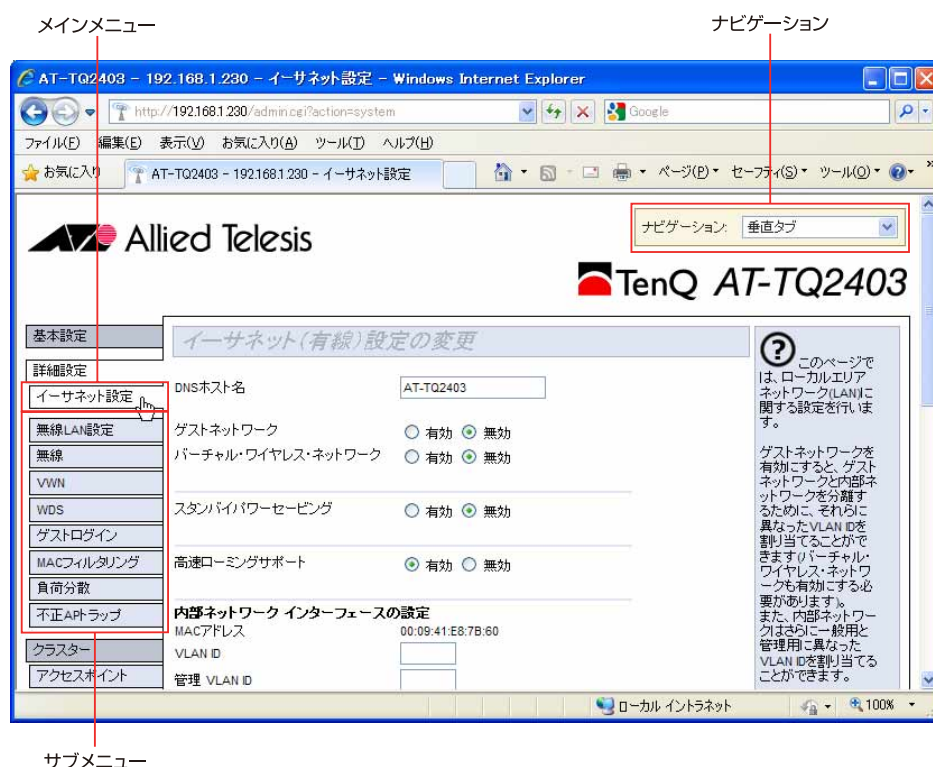 メインメニュー
ナビゲーション
AT-TQ2403 - 192.168.1.230 - イーサネット設定 - Windows Internet Explorer
http://192.168.1.230/admin.cgi?action=system
Google
ファイル(F) 編集(E) 表示(V) お気に入り(A) ツール(T) ヘルプ(H)
お気に入り
AT-TQ2403 - 192.168.1.230 - イーサネット設定
ページ(P) セーフティ(S) ツール(O)
Allied Telesis
ナビゲーション: 垂直タブ
TenQ AT-TQ2403
基本設定
詳細設定
イーサネット設定
無線LAN設定
無線
VWN
WDS
ゲストログイン
MACフィルタリング
負荷分散
不正APトラップ
クラスター
アクセスポイント
イーサネット(有線)設定の変更
DNSホスト名 AT-TQ2403
ゲストネットワーク 有効 無効
バーチャル・ワイヤレス・ネットワーク 有効 無効
スタンバイパワーセービング 有効 無効
高速ローミングサポート 有効 無効
内部ネットワーク インターフェースの設定
MACアドレス 00:09:41:E8:7B:60
VLAN ID
管理 VLAN ID
このページで
は、ローカルエリア
ネットワーク(LAN)に
関する設定を行いま
す。
ゲストネットワークを
有効にすると、ゲスト
ネットワークと内部ネ
ットワークを分離す
るために、それらに
異なったVLAN IDを
割り当てることがで
きます(バーチャル・
ワイヤレス・ネットワ
ークも有効にする必
要があります)。
また、内部ネットワー
クはさらに一般用と
管理用に異なった
VLAN IDを割り当てる
ことができます。
ローカル イントラネット
100%
サブメニュー